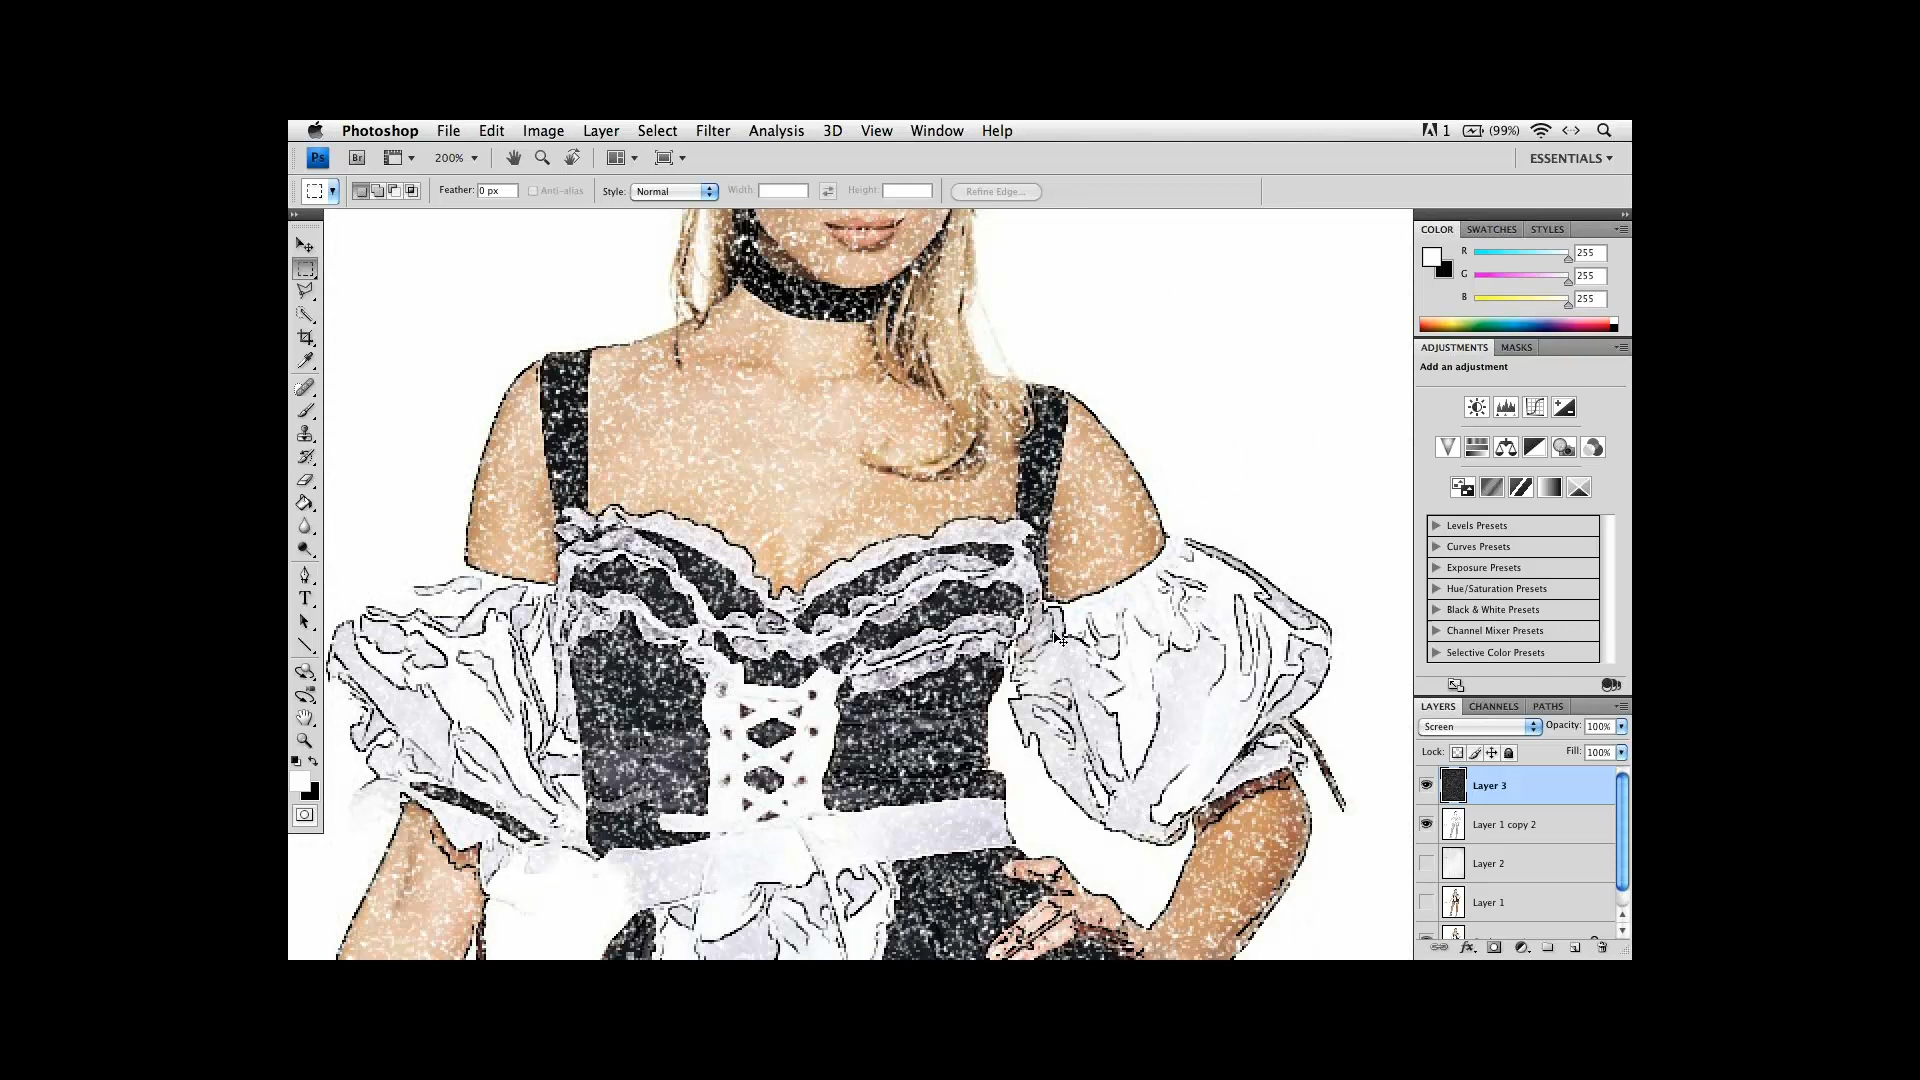 Photoshop File Edit Image Layer Select Filter Analysis 3D View Window Help 1 (99%)
Ps Br 200% ESSENTIALS
Feather: 0 px Anti-alias Style: Normal Width: Height: Refine Edge...
COLOR SWATCHES STYLES
R 255
G 255
B 255
ADJUSTMENTS MASKS
Add an adjustment
Levels Presets
Curves Presets
Exposure Presets
Hue/Saturation Presets
Black & White Presets
Channel Mixer Presets
Selective Color Presets
LAYERS CHANNELS PATHS
Screen Opacity: 100%
Lock: Fill: 100%
Layer 3
Layer 1 copy 2
Layer 2
Layer 1
fx